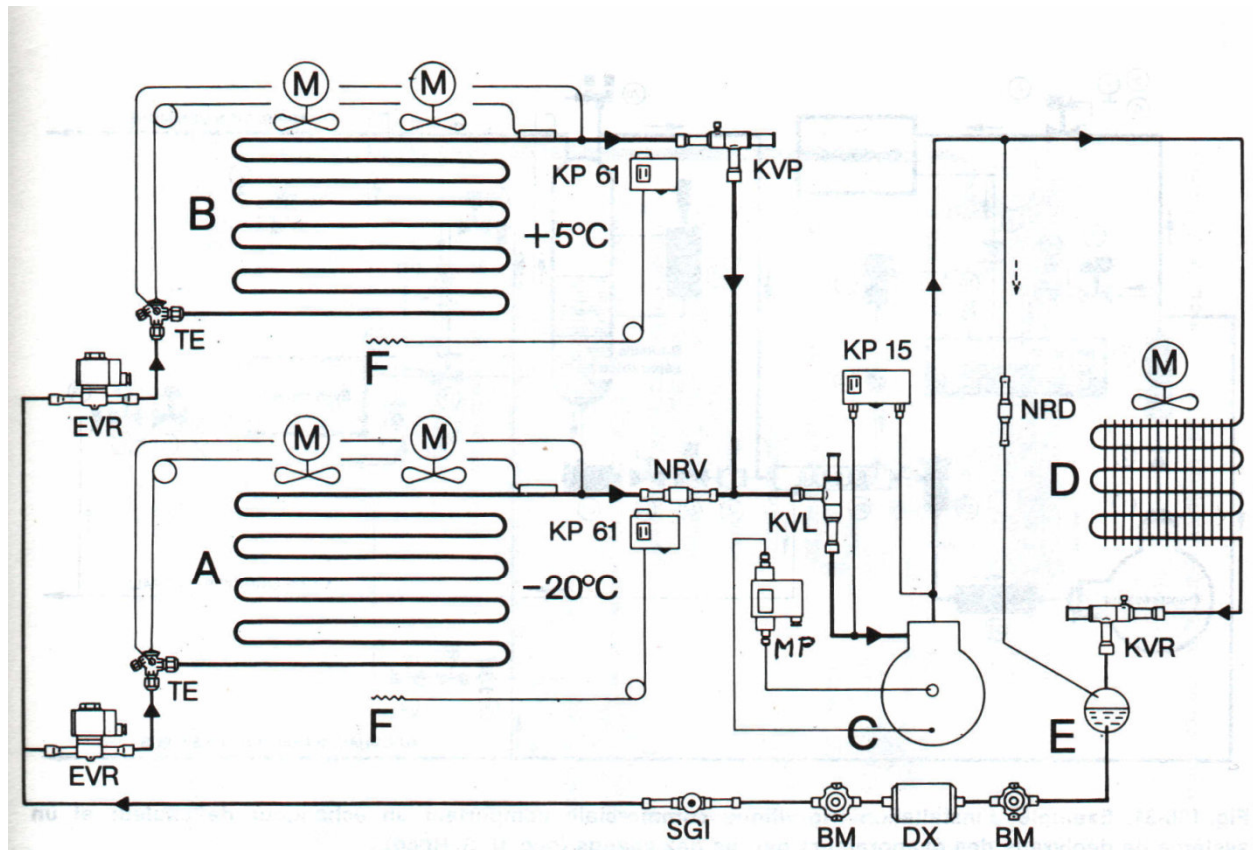 M M
KP 61
KVP
B
+5°C
TE
F
EVR
KP 15
M
NRD
M M
NRV
D
KP 61
KVL
A
-20°C
MP
KVR
TE
F
C
E
EVR
SGI
BM
DX
BM